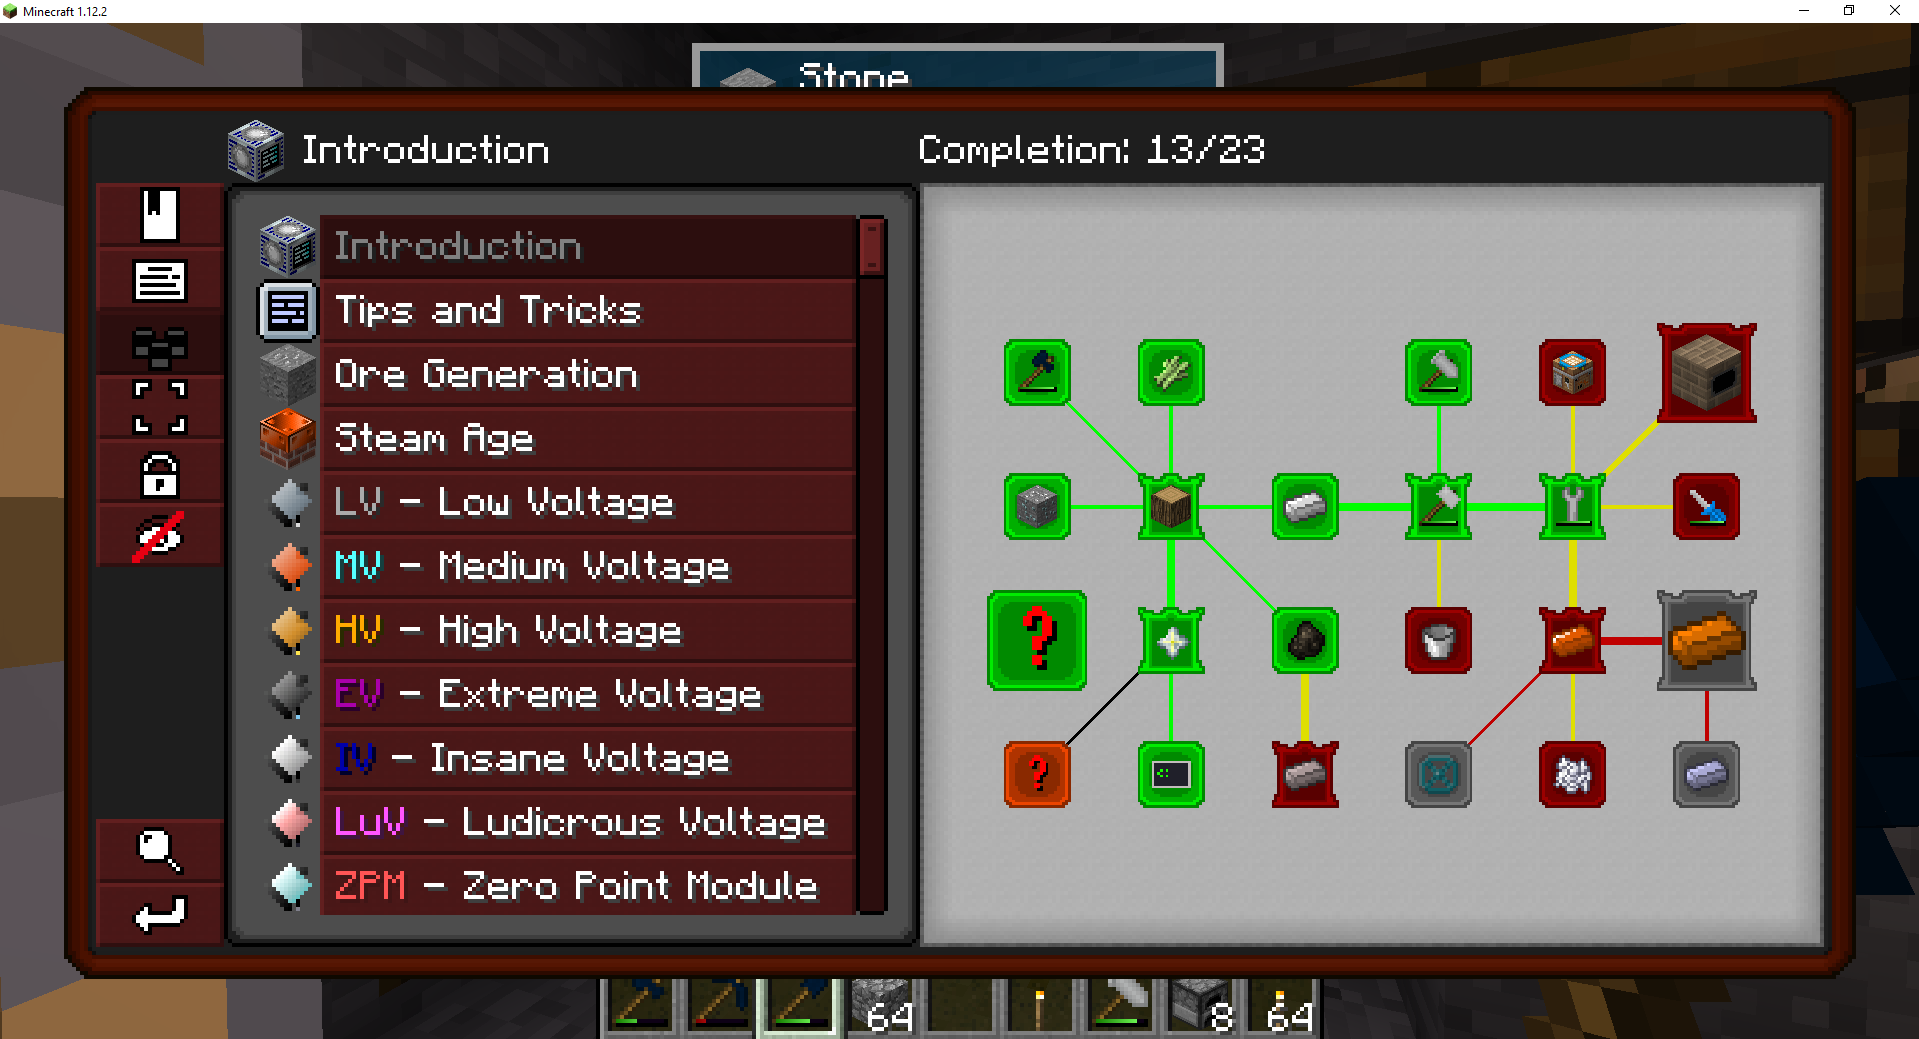 Minecraft 1.12.2
Stone
Introduction
Completion: 13/23
Introduction
Tips and Tricks
Ore Generation
Steam Age
LV - Low Voltage
MV - Medium Voltage
HV - High Voltage
EV - Extreme Voltage
IV - Insane Voltage
LuV - Ludicrous Voltage
ZPM - Zero Point Module
?
?
64
8
64